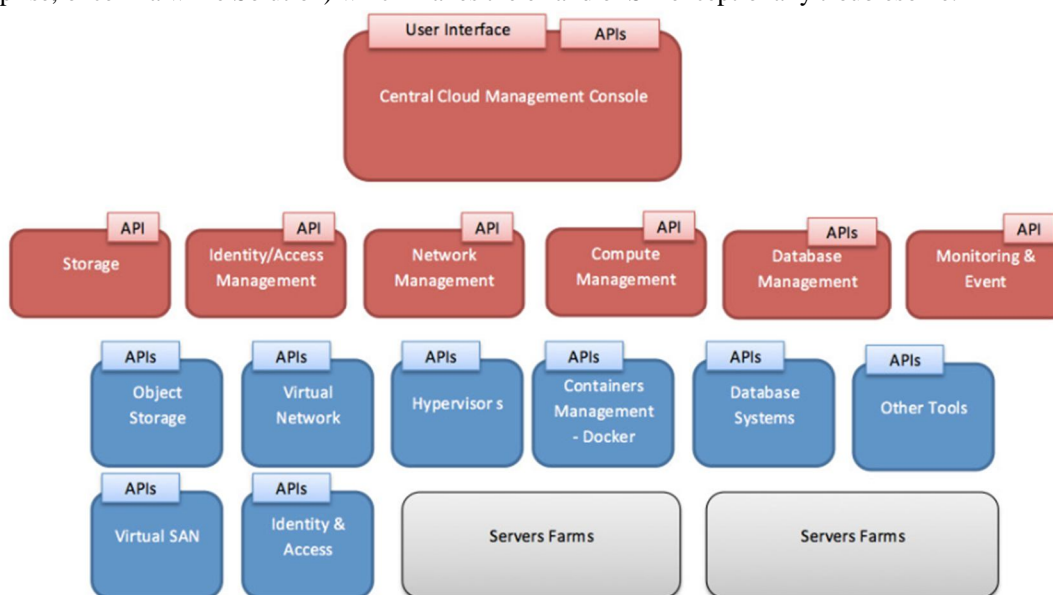 User Interface
APIs
Central Cloud Management Console
API
API
API
API
APIs
API
Storage
Identity/Access
Management
Network
Management
Compute
Management
Database
Management
Monitoring &
Event
APIs
APIs
APIs
APIs
APIs
APIs
Object
Storage
Virtual
Network
Hypervisor s
Containers
Management
- Docker
Database
Systems
Other Tools
APIs
APIs
Virtual SAN
Identity &
Access
Servers Farms
Servers Farms